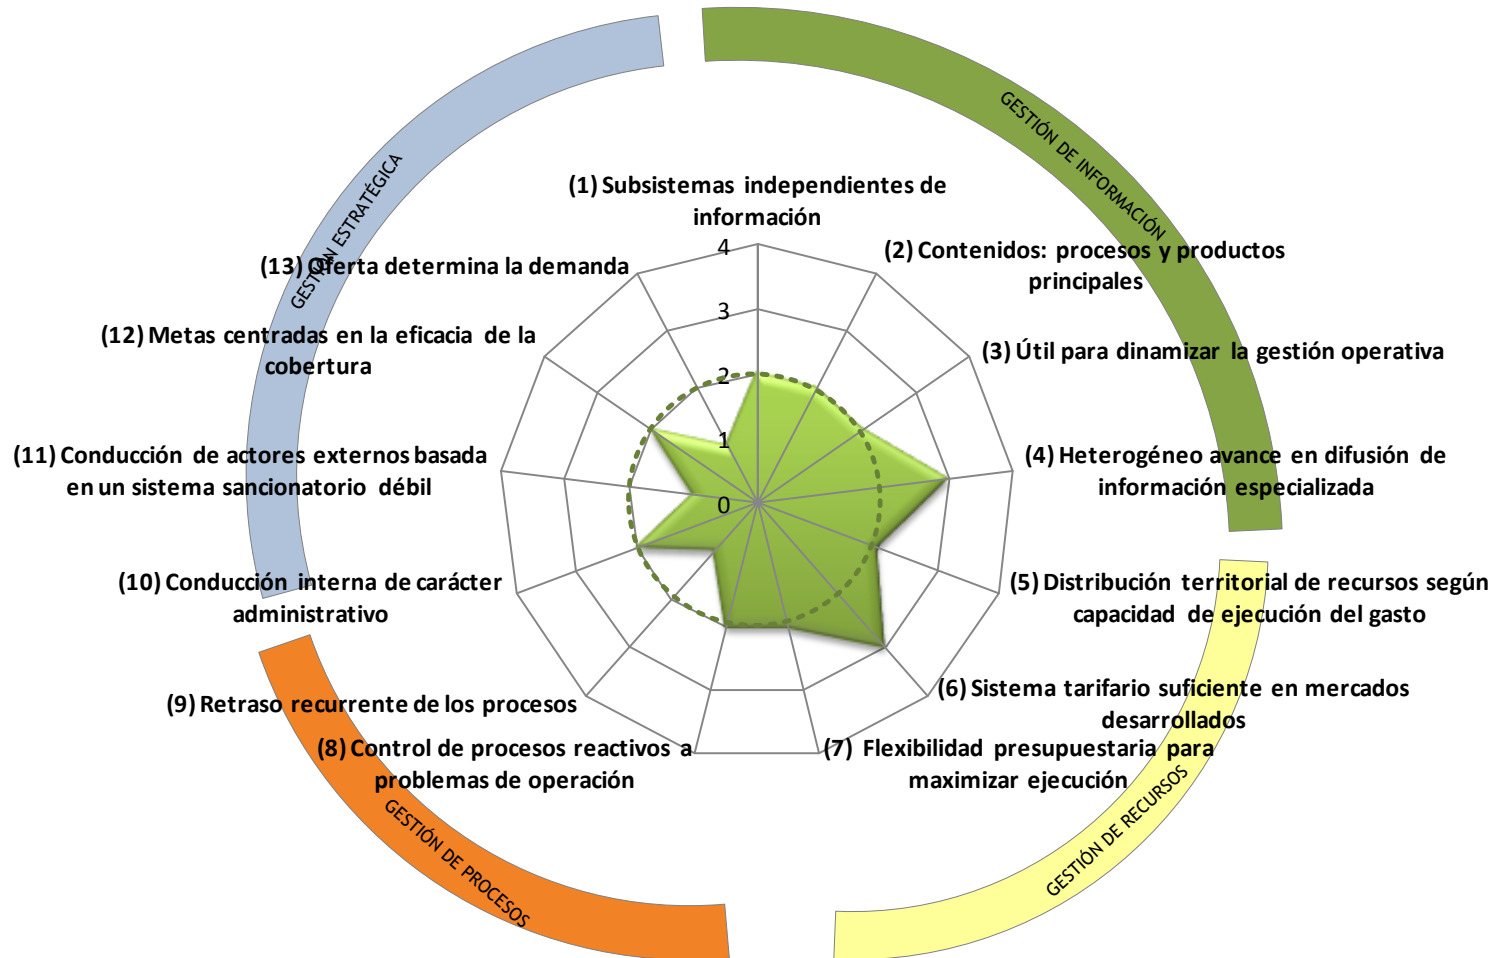 GESTIÓN ESTRATÉGICA
GESTIÓN DE INFORMACIÓN
(1) Subsistemas independientes de
información
(2) Contenidos: procesos y productos
principales
(3) Útil para dinamizar la gestión operativa
(4) Heterogéneo avance en difusión de
información especializada
(5) Distribución territorial de recursos según
capacidad de ejecución del gasto
(6) Sistema tarifario suficiente en mercados
desarrollados
(7) Flexibilidad presupuestaria para
maximizar ejecución
(8) Control de procesos reactivos a
problemas de operación
(9) Retraso recurrente de los procesos
(10) Conducción interna de carácter
administrativo
(11) Conducción de actores externos basada
en un sistema sancionatorio débil
(12) Metas centradas en la eficacia de la
cobertura
(13) Oferta determina la demanda
4
3
2
1
0
GESTIÓN DE PROCESOS
GESTIÓN DE RECURSOS